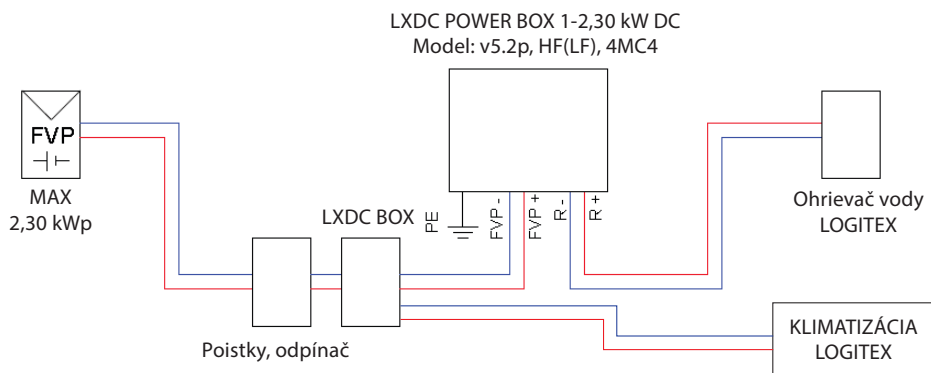 LXDC POWER BOX 1-2,30 kW DC
Model: v5.2p, HF(LF), 4MC4
FVP
MAX
2,30 kWp
LXDC BOX
PE
FVP -
FVP +
R -
R +
Ohrievač vody
LOGITEX
Poistky, odpínač
KLIMATIZÁCIA
LOGITEX